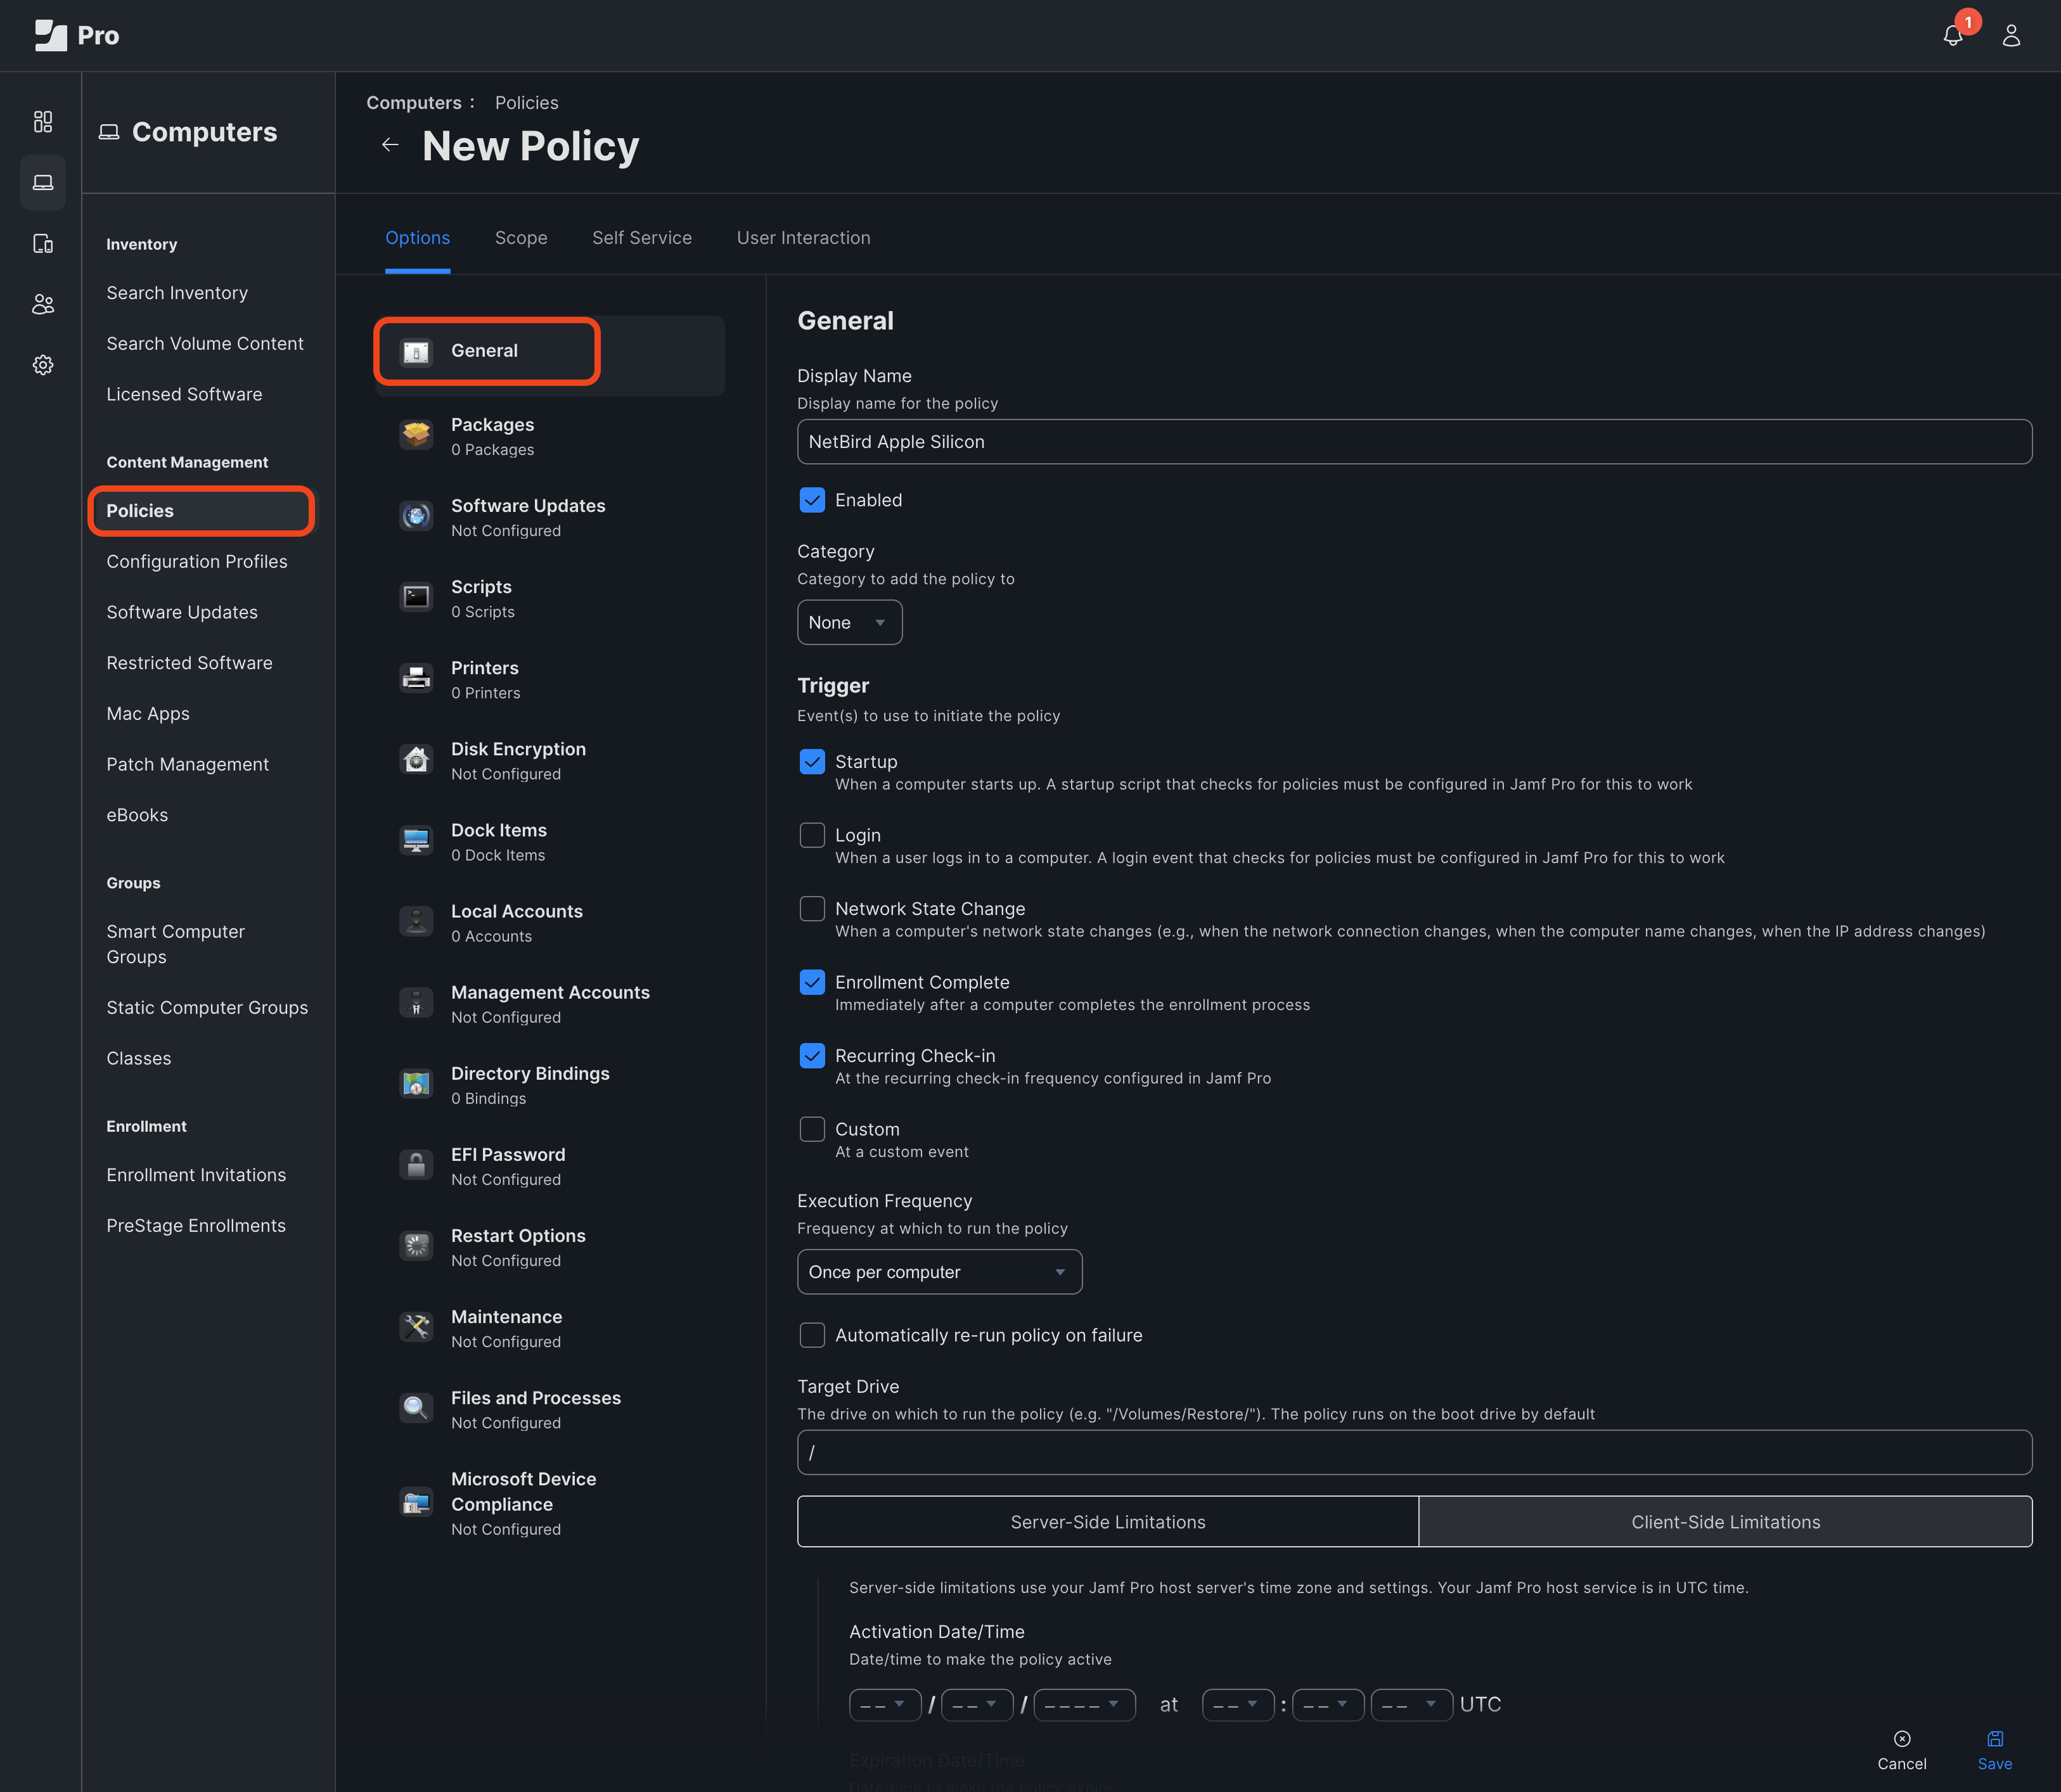 Pro
1
Computers
Inventory
Search Inventory
Search Volume Content
Licensed Software
Content Management
Policies
Configuration Profiles
Software Updates
Restricted Software
Mac Apps
Patch Management
eBooks
Groups
Smart Computer
Groups
Static Computer Groups
Classes
Enrollment
Enrollment Invitations
PreStage Enrollments
Computers : Policies
New Policy
Options Scope Self Service User Interaction
General
Packages
0 Packages
Software Updates
Not Configured
Scripts
0 Scripts
Printers
0 Printers
Disk Encryption
Not Configured
Dock Items
0 Dock Items
Local Accounts
0 Accounts
Management Accounts
Not Configured
Directory Bindings
0 Bindings
EFI Password
Not Configured
Restart Options
Not Configured
Maintenance
Not Configured
Files and Processes
Not Configured
Microsoft Device
Compliance
Not Configured
General
Display Name
Display name for the policy
NetBird Apple Silicon
Enabled
Category
Category to add the policy to
None
Trigger
Event(s) to use to initiate the policy
Startup
When a computer starts up. A startup script that checks for policies must be configured in Jamf Pro for this to work
Login
When a user logs in to a computer. A login event that checks for policies must be configured in Jamf Pro for this to work
Network State Change
When a computer's network state changes (e.g., when the network connection changes, when the computer name changes, when the IP address changes)
Enrollment Complete
Immediately after a computer completes the enrollment process
Recurring Check-in
At the recurring check-in frequency configured in Jamf Pro
Custom
At a custom event
Execution Frequency
Frequency at which to run the policy
Once per computer
Automatically re-run policy on failure
Target Drive
The drive on which to run the policy (e.g. "/Volumes/Restore/"). The policy runs on the boot drive by default
/
Server-Side Limitations Client-Side Limitations
Server-side limitations use your Jamf Pro host server's time zone and settings. Your Jamf Pro host service is in UTC time.
Activation Date/Time
Date/time to make the policy active
-- / -- / ---- at -- : -- -- UTC
Expiration Date/Time
Date/time to make the policy expire
Cancel Save